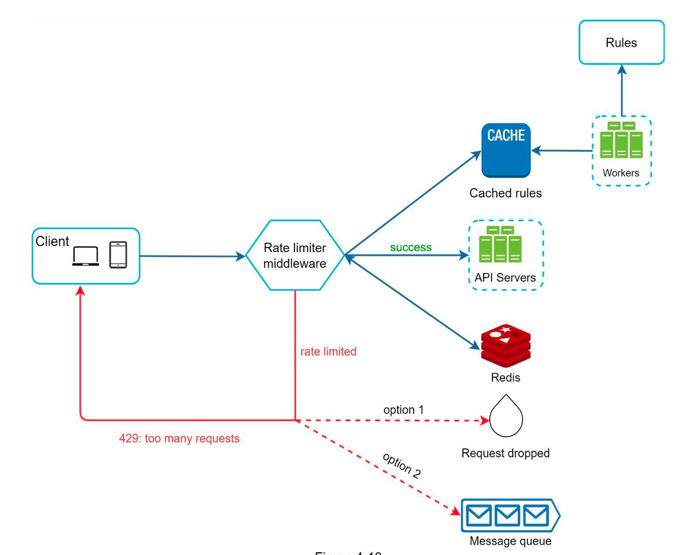 Rules
CACHE
Workers
Cached rules
Client
Rate limiter
middleware
success
API Servers
rate limited
Redis
option 1
429: too many requests
Request dropped
option 2
Message queue